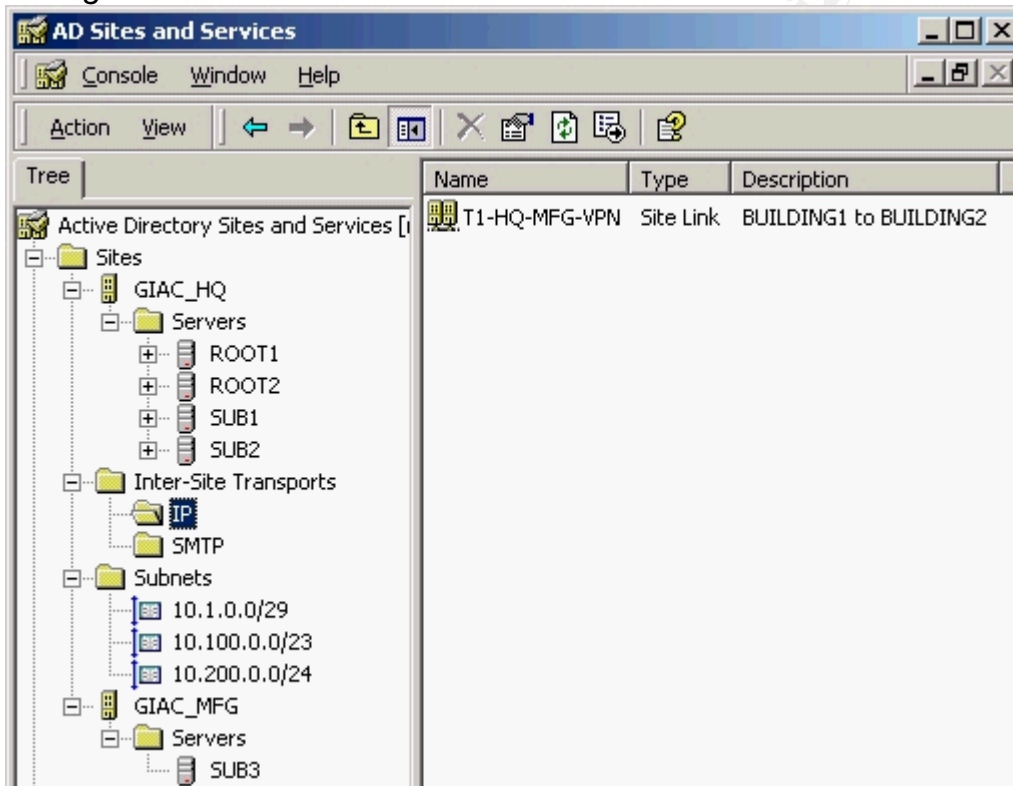 AD Sites and Services
Console Window Help
Action View
Tree
Name Type Description
Active Directory Sites and Services [
T1-HQ-MFG-VPN Site Link BUILDING1 to BUILDING2
Sites
GIAC_HQ
Servers
ROOT1
ROOT2
SUB1
SUB2
Inter-Site Transports
IP
SMTP
Subnets
10.1.0.0/29
10.100.0.0/23
10.200.0.0/24
GIAC_MFG
Servers
SUB3